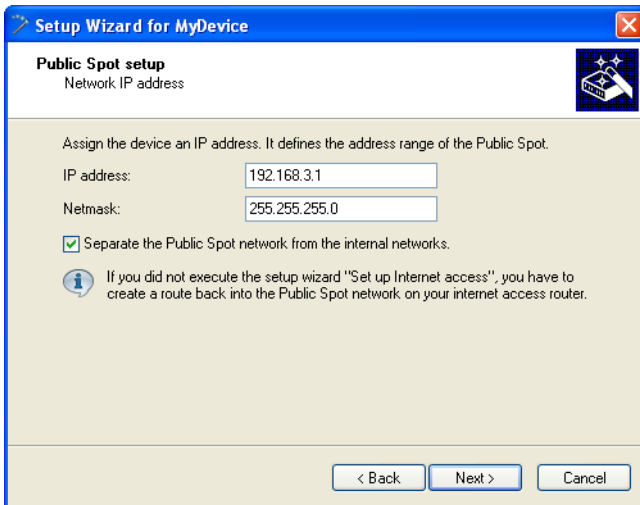 Setup Wizard for MyDevice
Public Spot setup
Network IP address
Assign the device an IP address. It defines the address range of the Public Spot.
IP address: 192.168.3.1
Netmask: 255.255.255.0
Separate the Public Spot network from the internal networks.
If you did not execute the setup wizard "Set up Internet access", you have to
create a route back into the Public Spot network on your internet access router.
< Back Next > Cancel